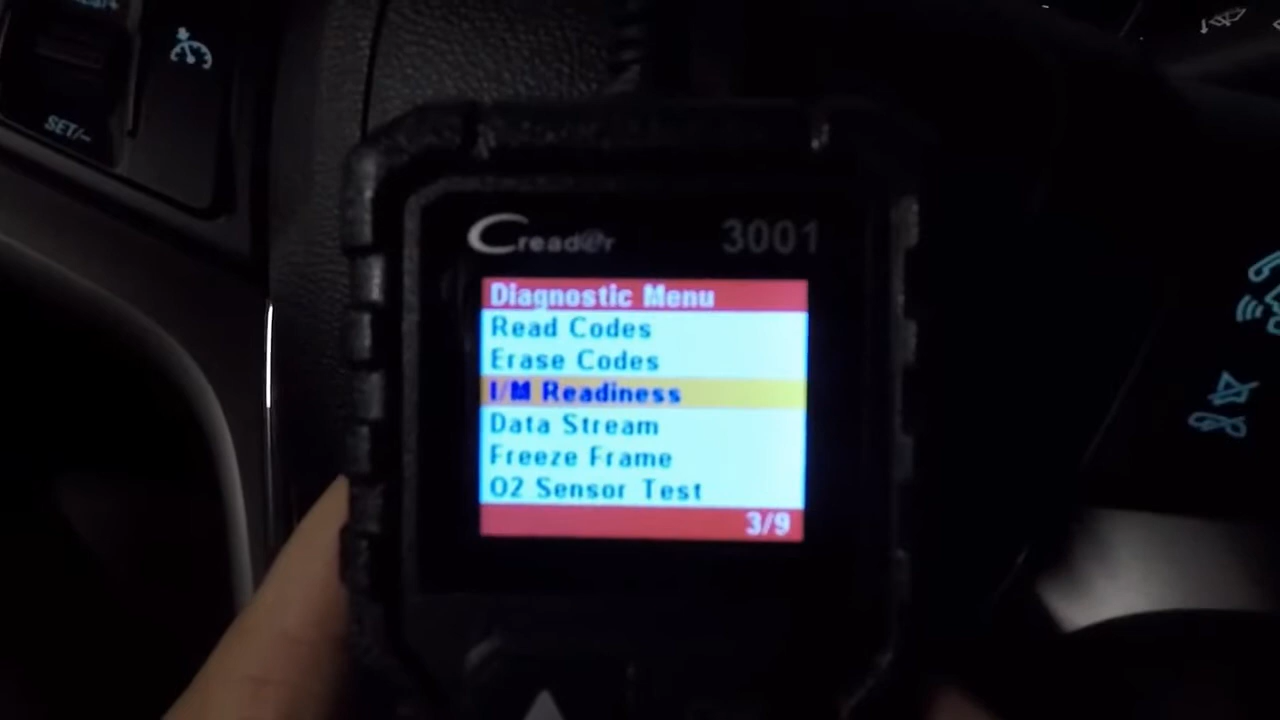 SET/-
Creader 3001
Diagnostic Menu
Read Codes
Erase Codes
I/M Readiness
Data Stream
Freeze Frame
O2 Sensor Test
3/9